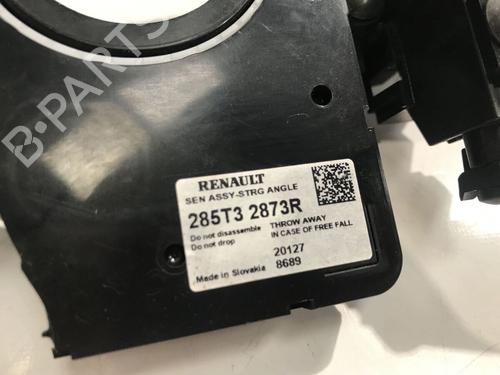 B-PARTS
RENAULT
SEN ASSY-STRG ANGLE
285T3 2873R
Do not disassemble
Do not drop
THROW AWAY
IN CASE OF FREE FALL
20127
8689
Made in Slovakia